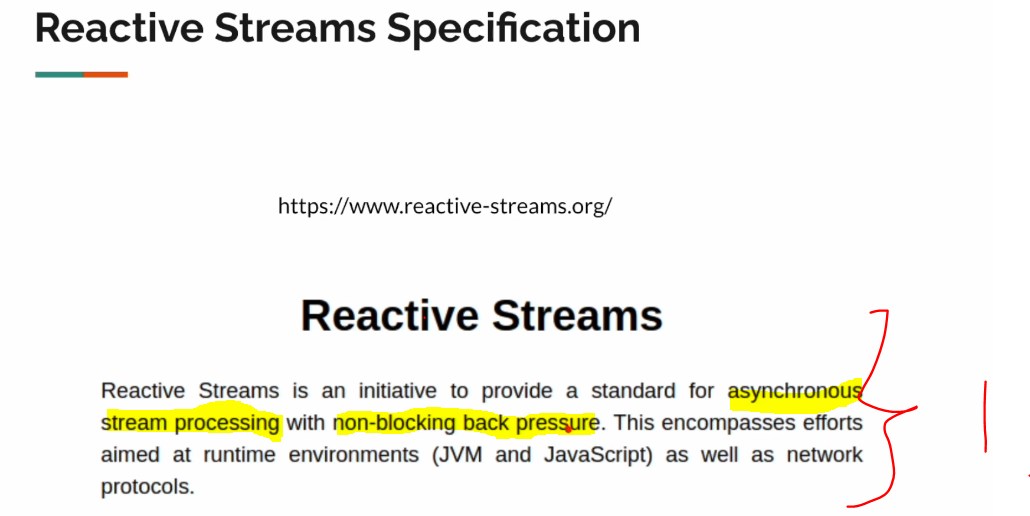 Reactive Streams Specification
https://www.reactive-streams.org/
Reactive Streams
Reactive Streams is an initiative to provide a standard for asynchronous
stream processing with non-blocking back pressure. This encompasses efforts
aimed at runtime environments (JVM and JavaScript) as well as network
protocols.